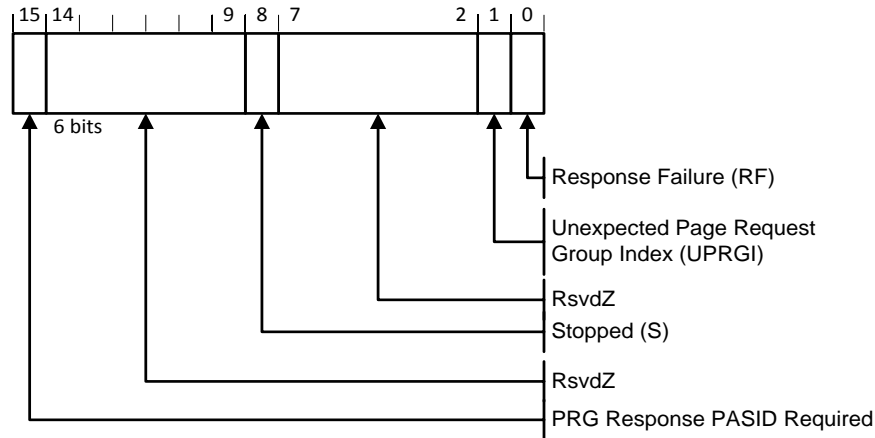 15 14 9 8 7 2 1 0
6 bits
Response Failure (RF)
Unexpected Page Request
Group Index (UPRGI)
RsvdZ
Stopped (S)
RsvdZ
PRG Response PASID Required